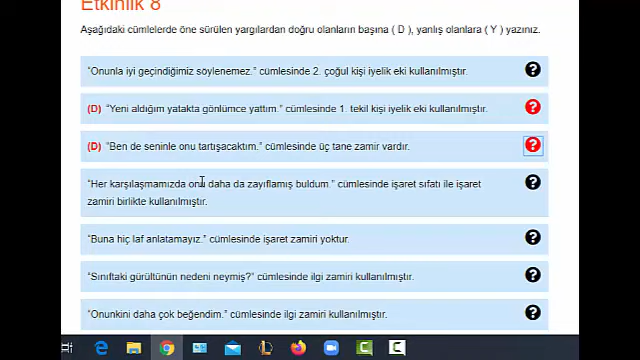 Etkinlik 8
Aşağıdaki cümlelerde öne sürülen yargılardan doğru olanların başına ( D ), yanlış olanlara ( Y ) yazınız.
“Onunla iyi geçindiğimiz söylenemez.” cümlesinde 2. çoğul kişi iyelik eki kullanılmıştır.
(D) “Yeni aldığım yatakta gönlümce yattım.” cümlesinde 1. tekil kişi iyelik eki kullanılmıştır.
(D) “Ben de seninle onu tartışacaktım.” cümlesinde üç tane zamir vardır.
“Her karşılaşmamızda onu daha da zayıflamış buldum.” cümlesinde işaret sıfatı ile işaret
zamiri birlikte kullanılmıştır.
“Buna hiç laf anlatamayız.” cümlesinde işaret zamiri yoktur.
“Sınıftaki gürültünün nedeni neymiş?” cümlesinde ilgi zamiri kullanılmıştır.
“Onunkini daha çok beğendim.” cümlesinde ilgi zamiri kullanılmıştır.